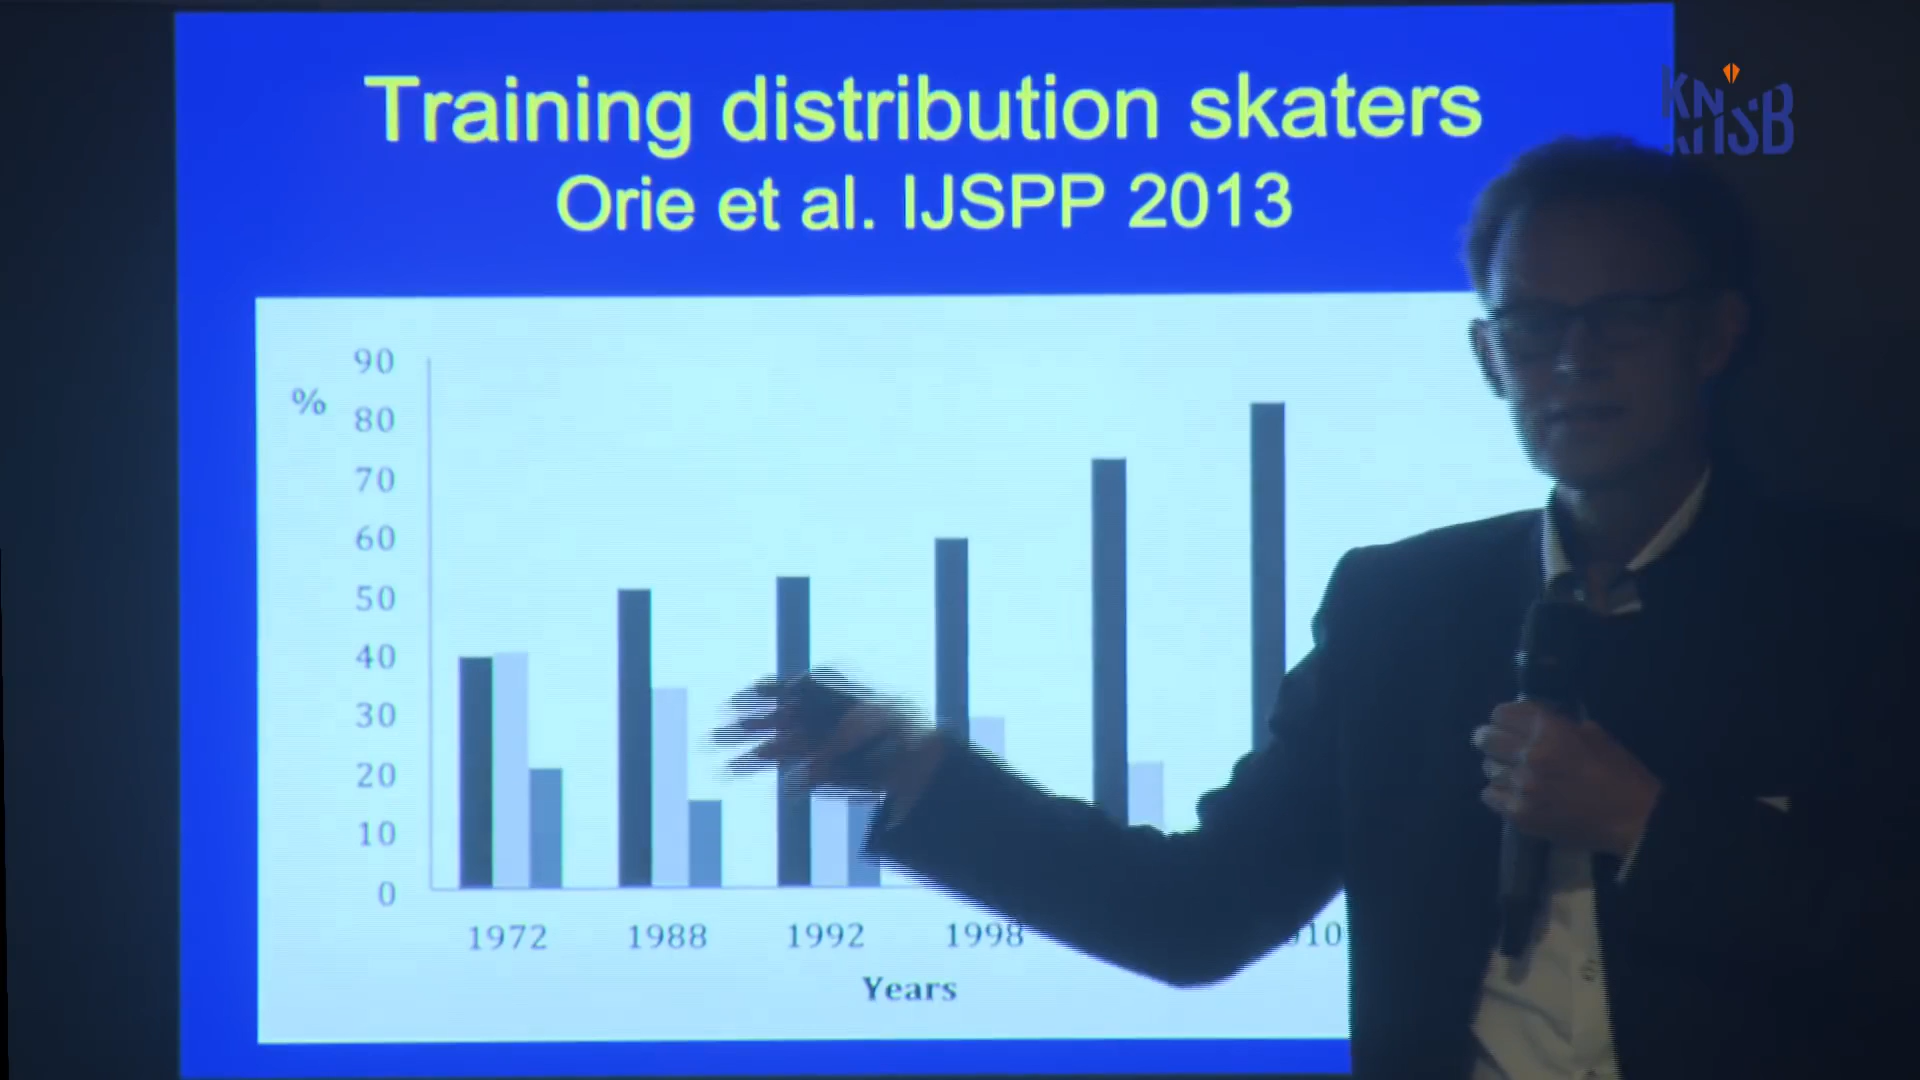 Training distribution skaters
Orie et al. IJSPP 2013
KNSB
%
90
80
70
60
50
40
30
20
10
0
1972 1988 1992 1998
Years